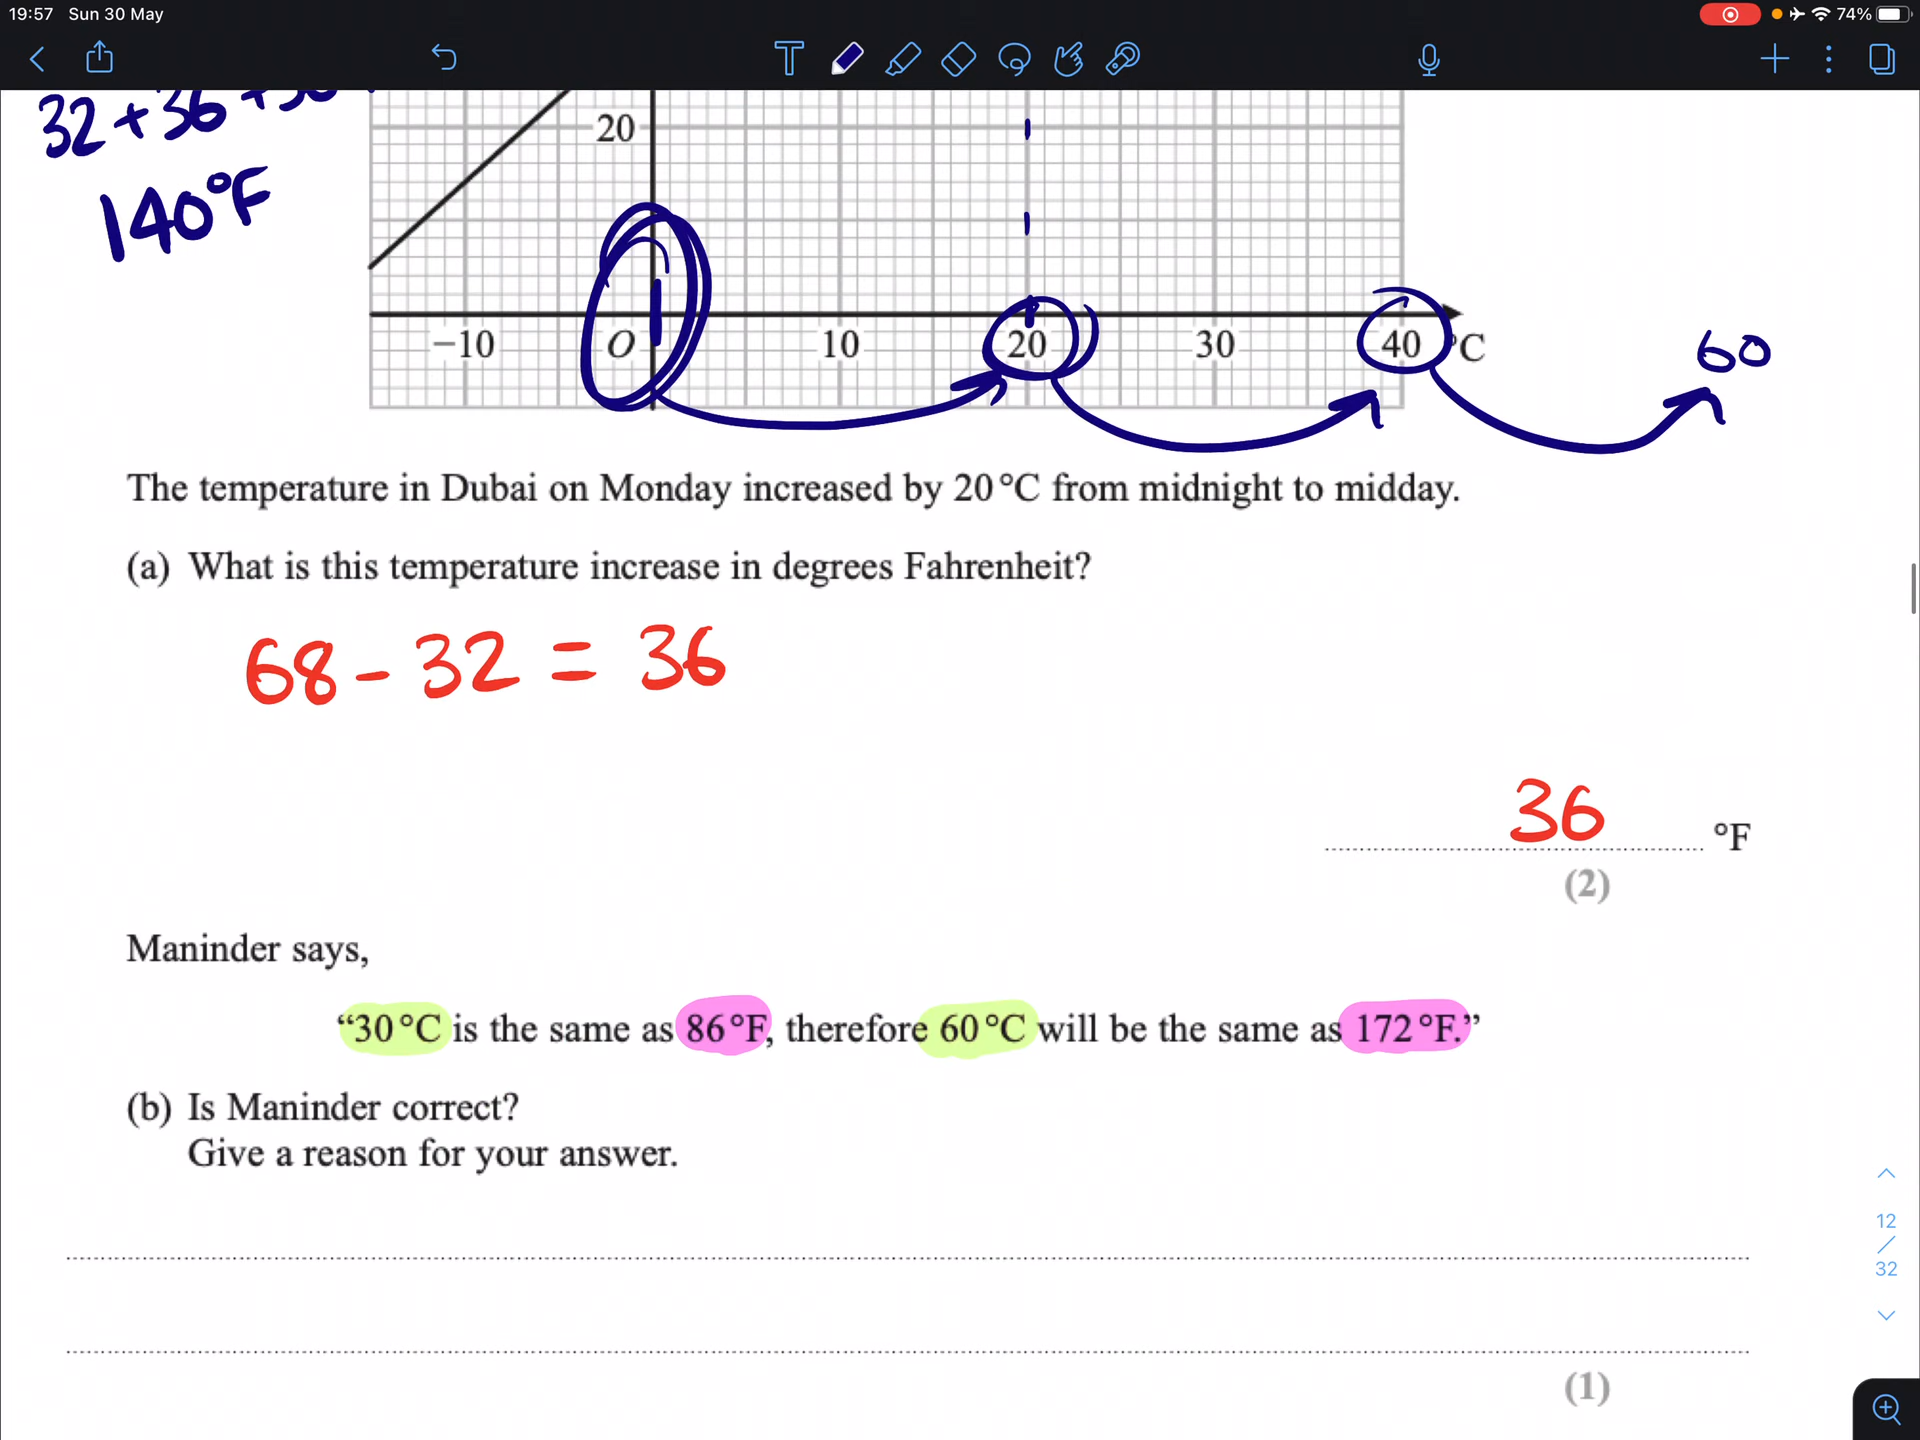 19:57 Sun 30 May 74%
32+36+36
140°F
20
−10 O 10 20 30 40 °C
60
The temperature in Dubai on Monday increased by 20 °C from midnight to midday.
(a) What is this temperature increase in degrees Fahrenheit?
68 - 32 = 36
36 °F
(2)
Maninder says,
“30 °C is the same as 86 °F, therefore 60 °C will be the same as 172 °F.”
(b) Is Maninder correct?
Give a reason for your answer.
12
/
32
(1)